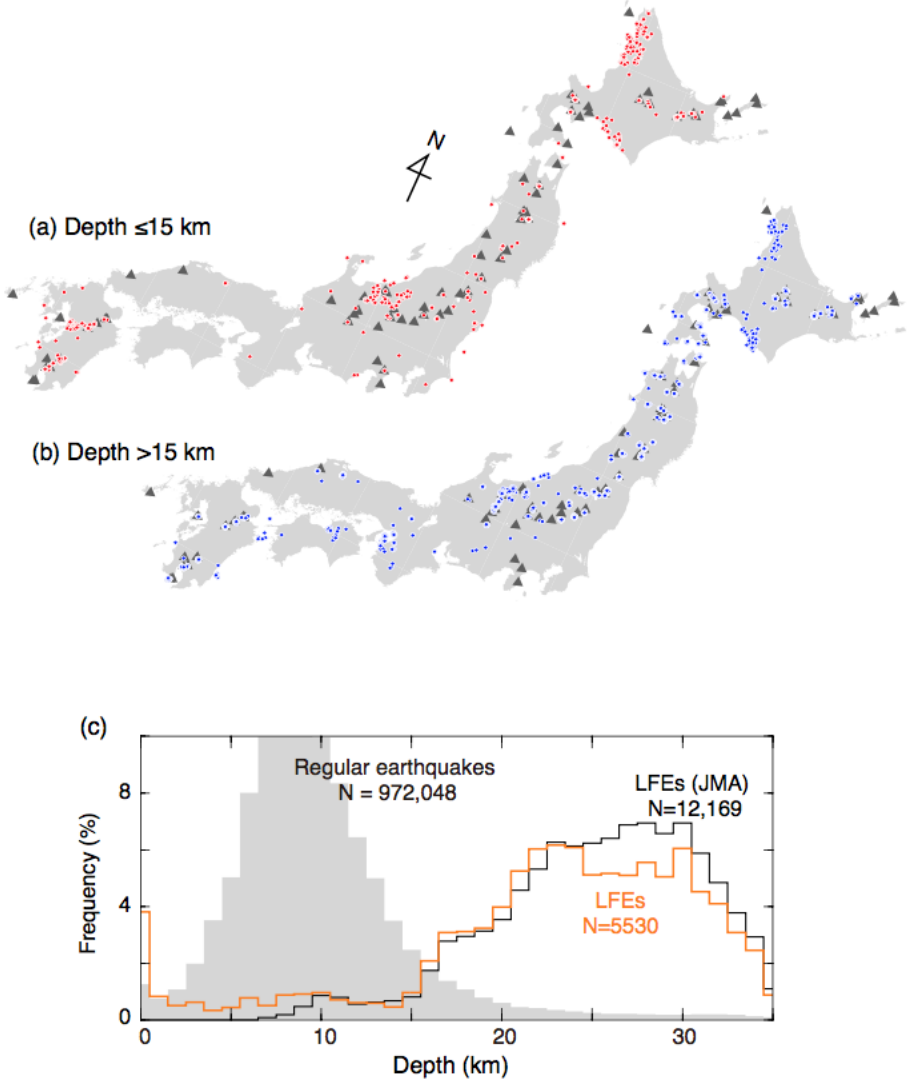 N
(a) Depth ≤15 km
(b) Depth >15 km
(c)
Regular earthquakes
N = 972,048
LFEs (JMA)
N=12,169
LFEs
N=5530
Frequency (%)
8
4
0
0
10
20
30
Depth (km)